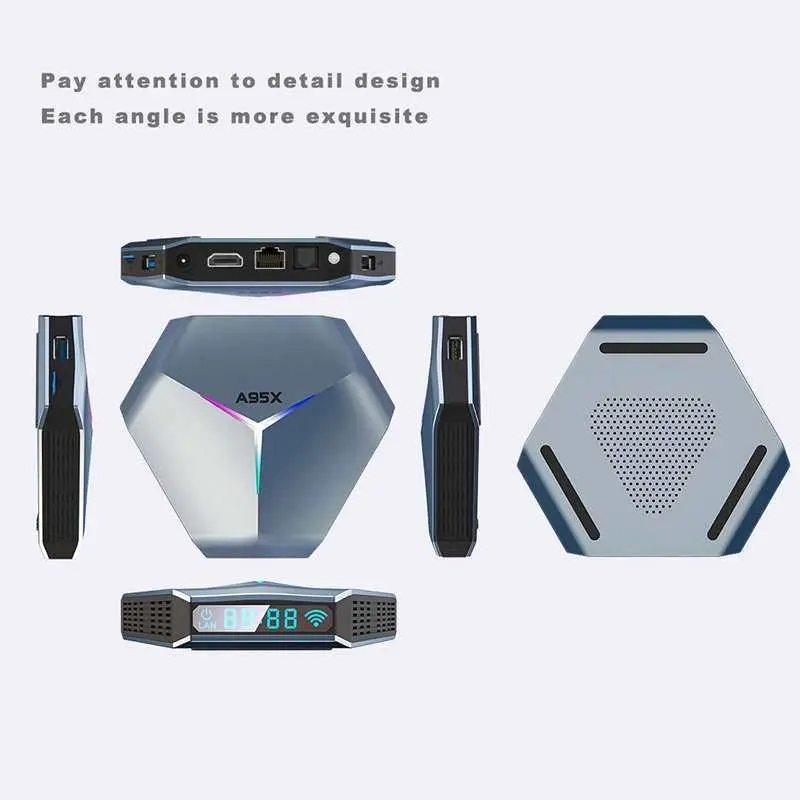 Pay attention to detail design
Each angle is more exquisite
A95X
LAN 88:88